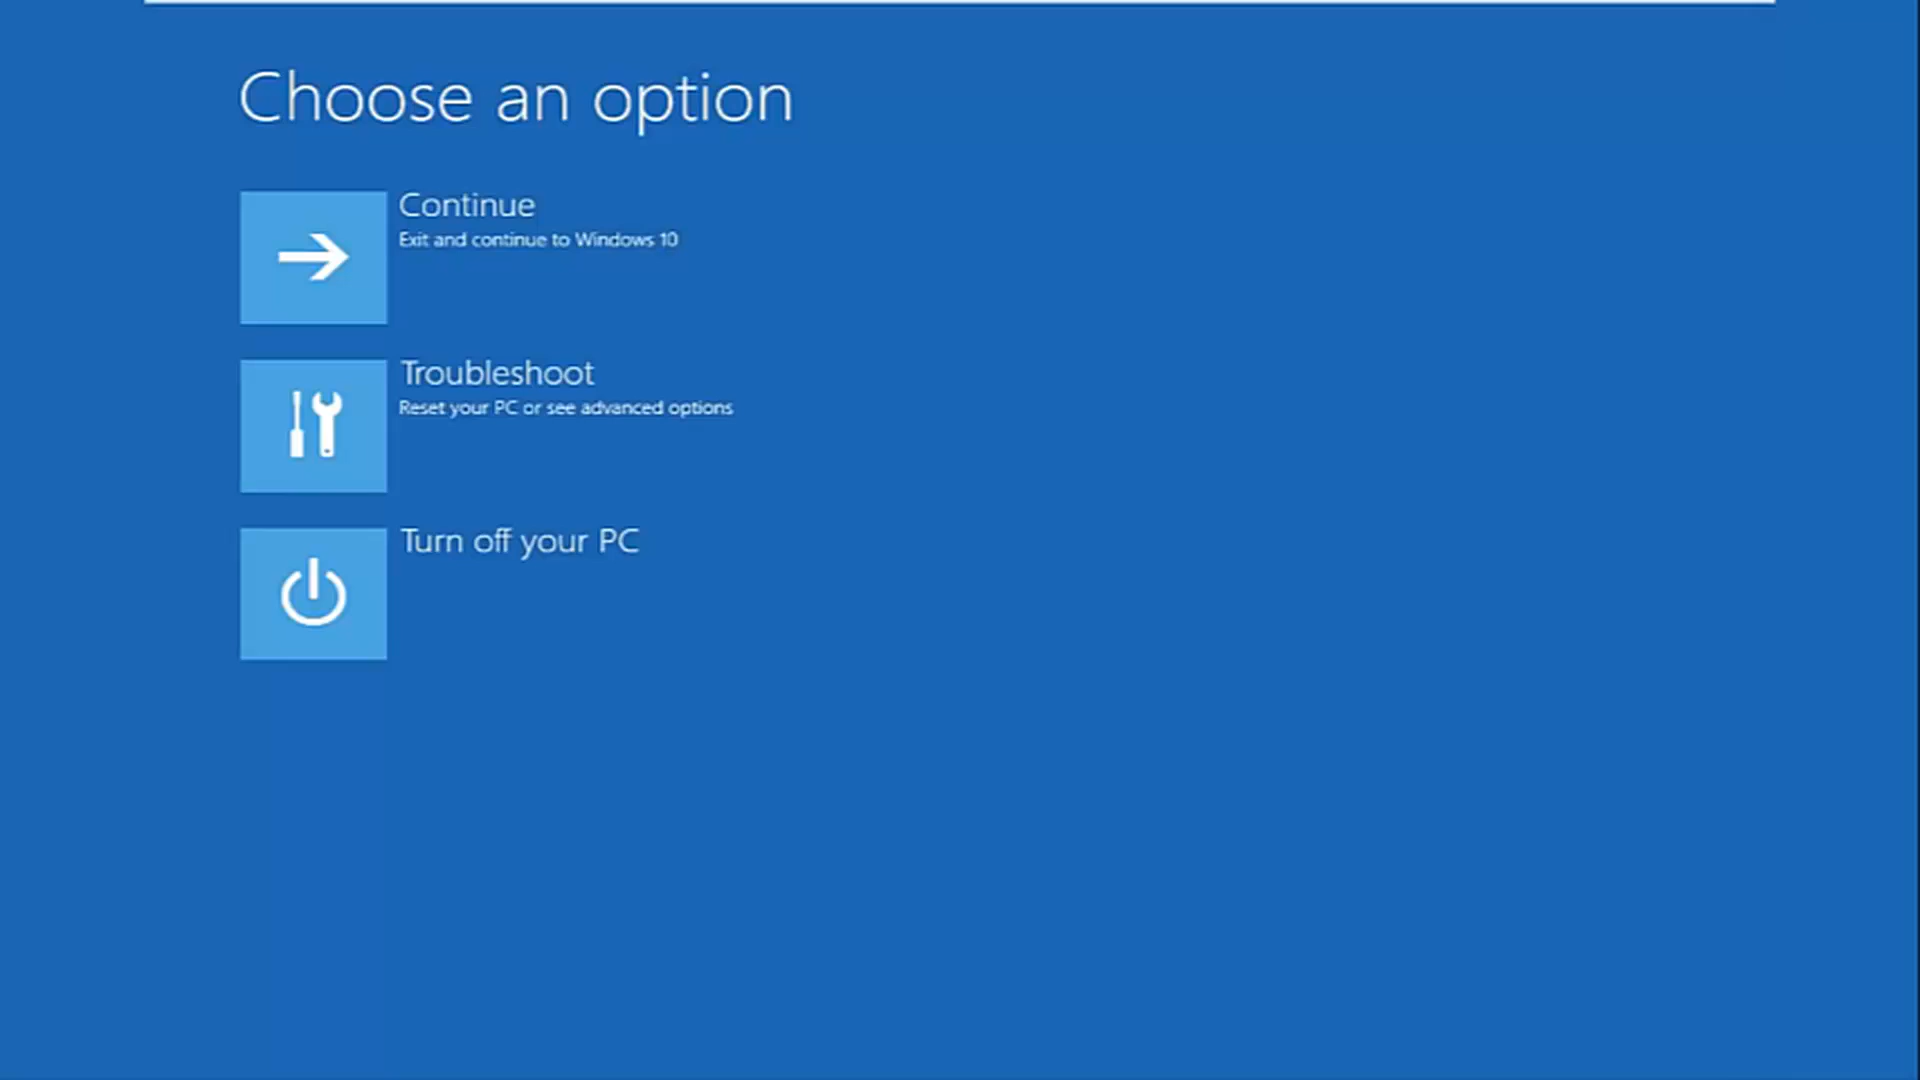 Choose an option
Continue
Exit and continue to Windows 10
Troubleshoot
Reset your PC or see advanced options
Turn off your PC